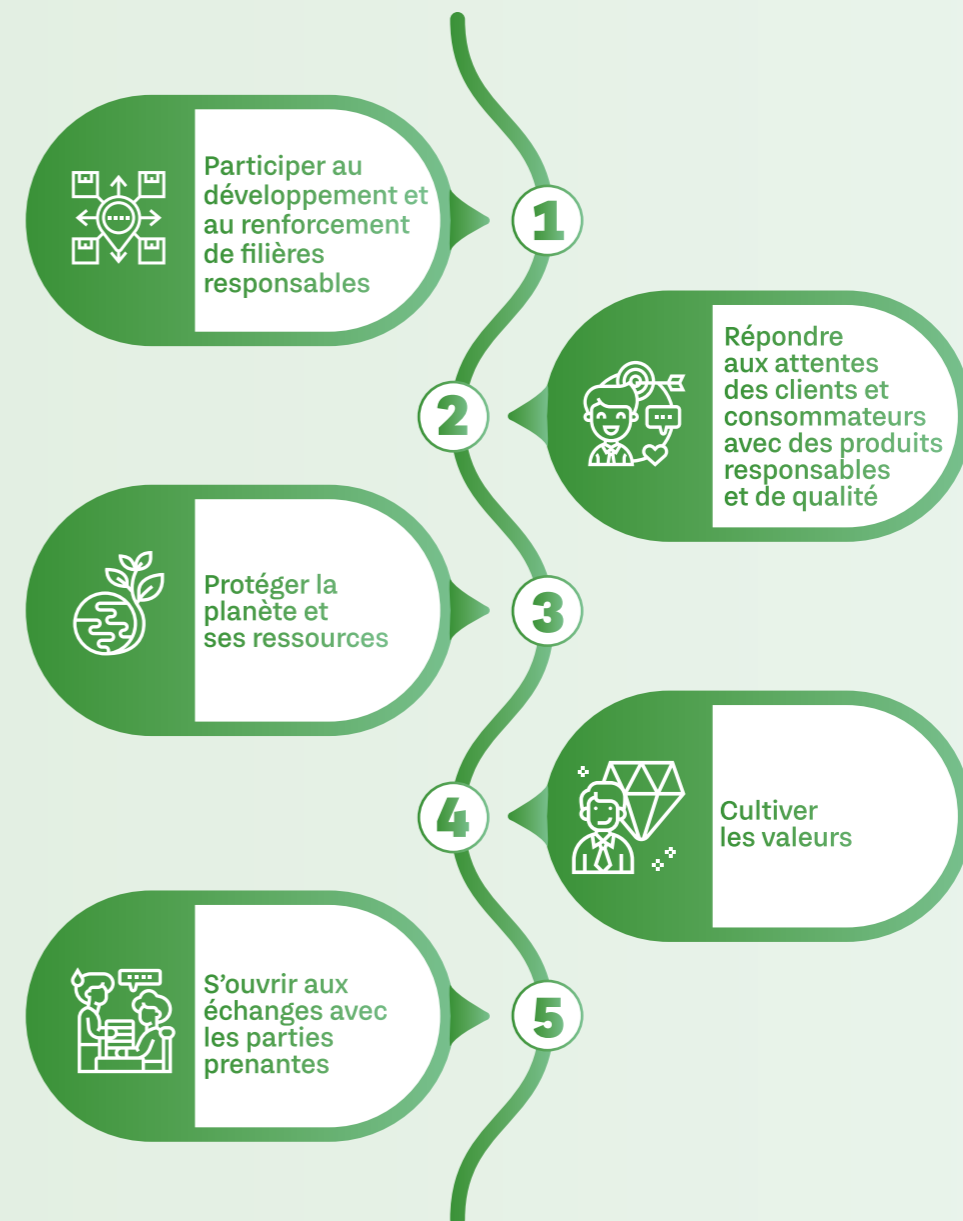 Participer au
développement et
au renforcement
de filières
responsables
1
2
Répondre
aux attentes
des clients et
consommateurs
avec des produits
responsables
et de qualité
Protéger la
planète et
ses ressources
3
4
Cultiver
les valeurs
S’ouvrir aux
échanges avec
les parties
prenantes
5